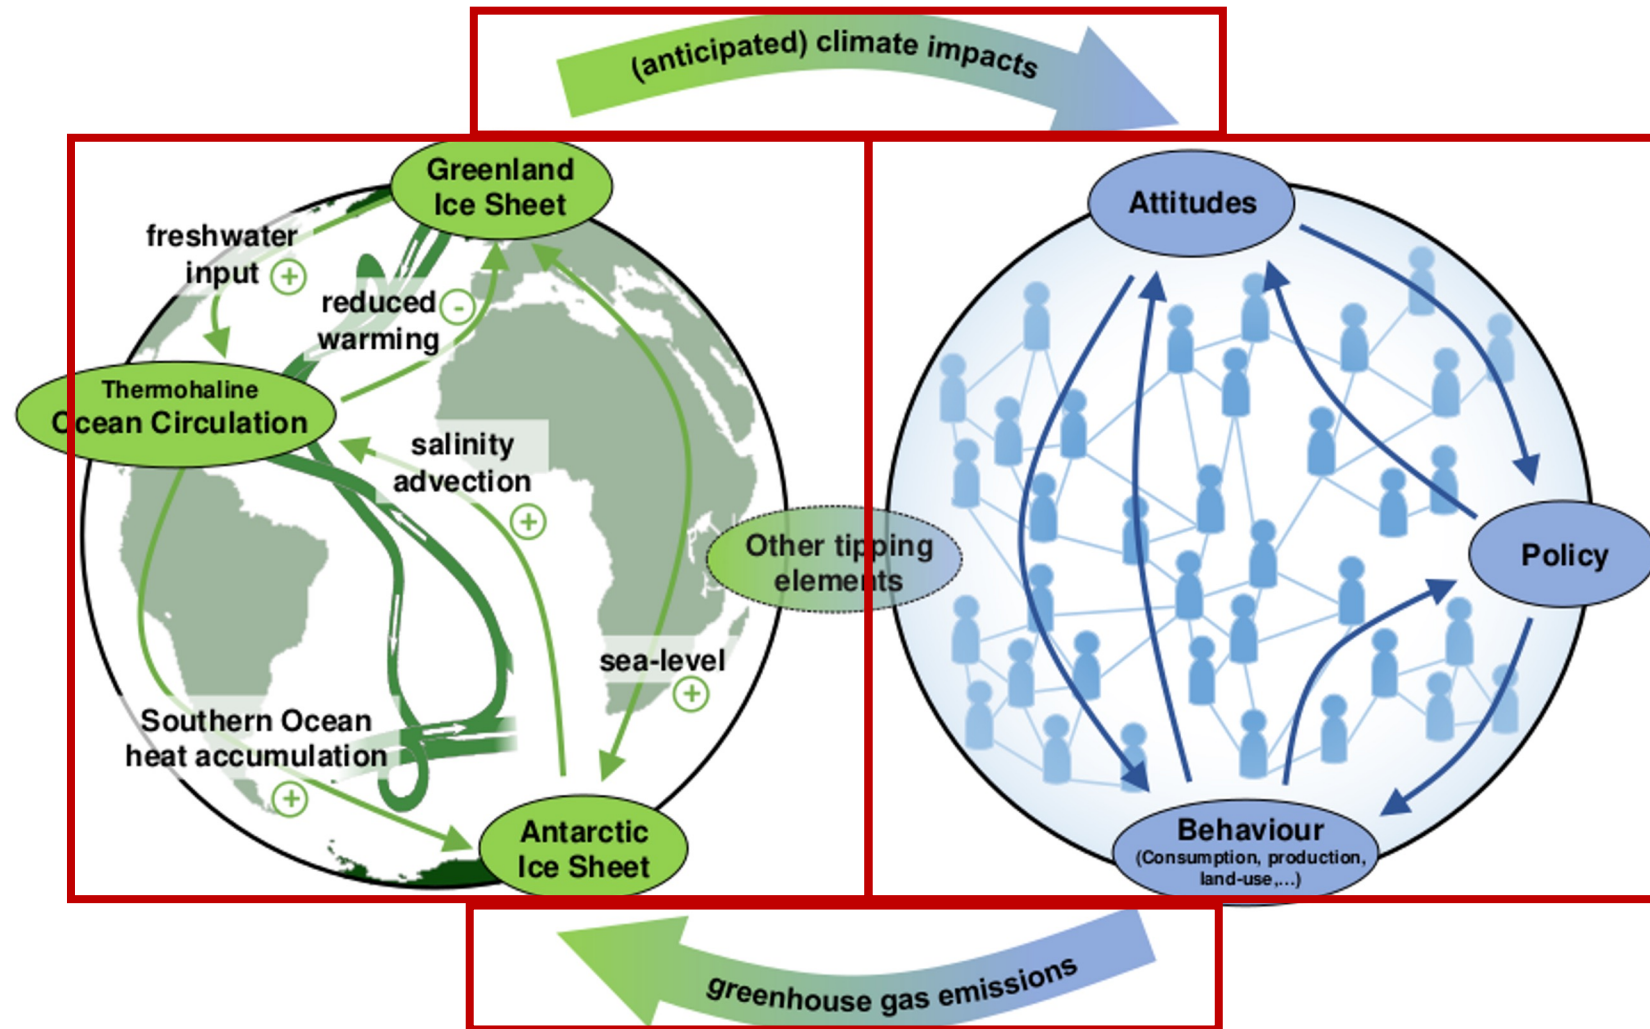 (anticipated) climate impacts
Greenland
Ice Sheet
freshwater
input +
reduced -
warming
Thermohaline
Ocean Circulation
salinity
advection
+
sea-level
+
Southern Ocean
heat accumulation
+
Antarctic
Ice Sheet
Other tipping
elements
Attitudes
Policy
Behaviour
(Consumption, production,
land-use,...)
greenhouse gas emissions